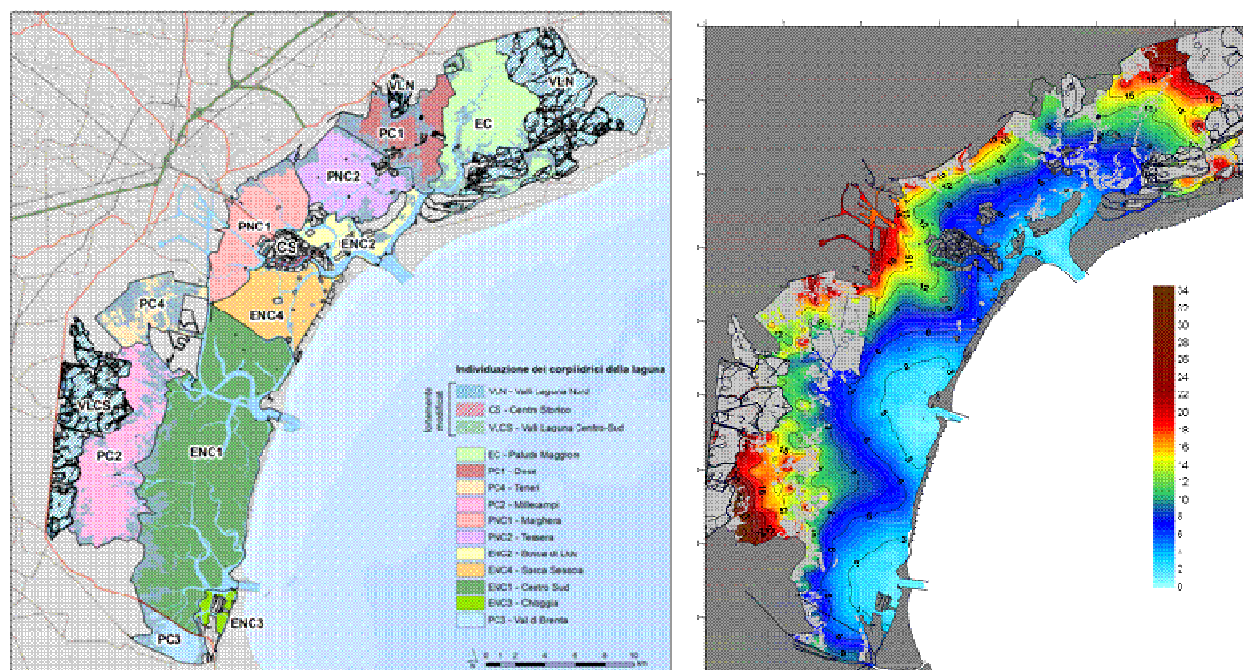 VLN
VLN
PC1
EC
PNC2
PNC1
ENC2
CS
PC4
ENC4
VLCS
ENC1
PC2
ENC3
PC3
Individuazione dei corpi idrici della laguna
VLN - Valli Laguna Nord
CS - Centro Storico
VLCS - Valli Laguna Centro-Sud
EC - Palude Maggiore
PC1 - Dese
PC4 - Teneri
PC2 - Millecampi
PNC1 - Marghera
PNC2 - Tessera
ENC2 - Bocca di Lido
ENC4 - Sacca Sessola
ENC1 - Centro Sud
ENC3 - Chioggia
PC3 - Val di Brenta
34
32
30
28
26
24
22
20
18
16
14
12
10
8
6
4
2
0